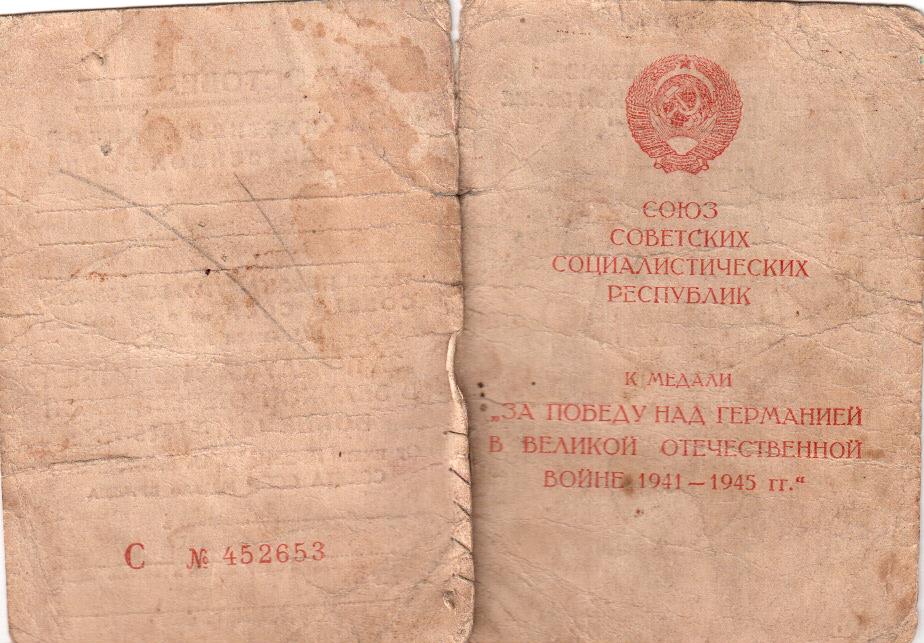 С № 452653
СОЮЗ
СОВЕТСКИХ
СОЦИАЛИСТИЧЕСКИХ
РЕСПУБЛИК
К МЕДАЛИ
„ЗА ПОБЕДУ НАД ГЕРМАНИЕЙ
В ВЕЛИКОЙ ОТЕЧЕСТВЕННОЙ
ВОЙНЕ 1941 — 1945 гг.“